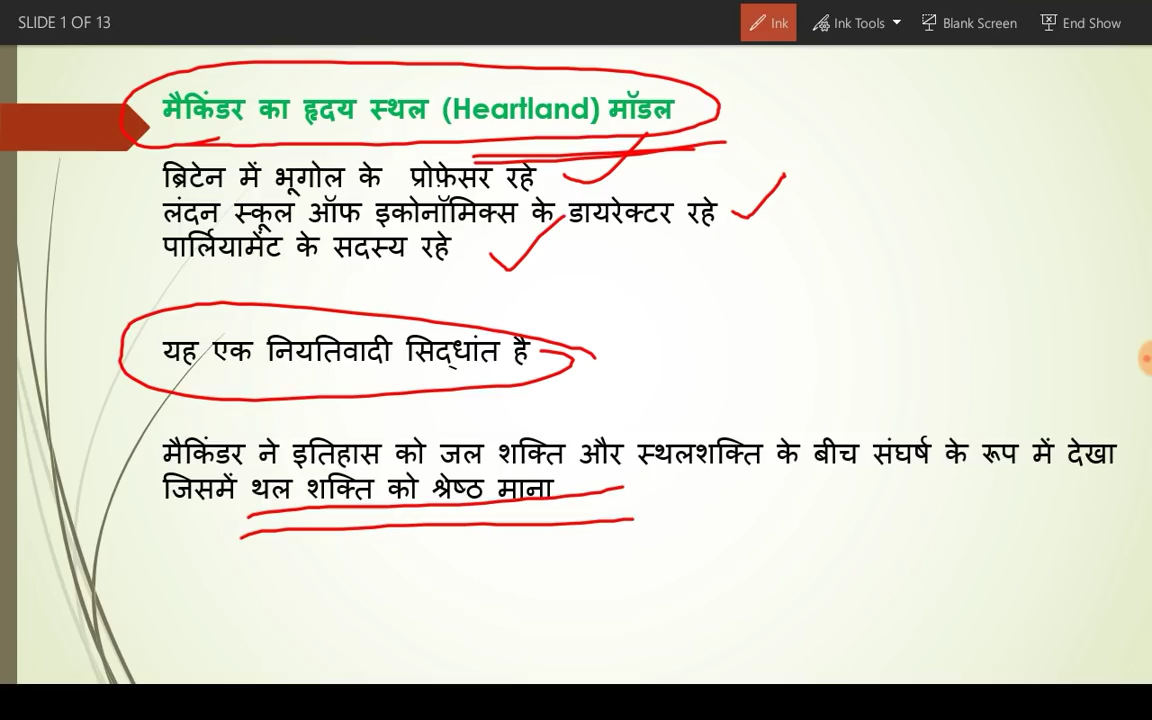 SLIDE 1 OF 13
Ink
Ink Tools
Blank Screen
End Show
मैकिंडर का हृदय स्थल (Heartland) मॉडल
ब्रिटेन में भूगोल के प्रोफ़ेसर रहे
लंदन स्कूल ऑफ इकोनॉमिक्स के डायरेक्टर रहे
पार्लियामेंट के सदस्य रहे
यह एक नियतिवादी सिद्धांत है
मैकिंडर ने इतिहास को जल शक्ति और स्थलशक्ति के बीच संघर्ष के रूप में देखा
जिसमें थल शक्ति को श्रेष्ठ माना